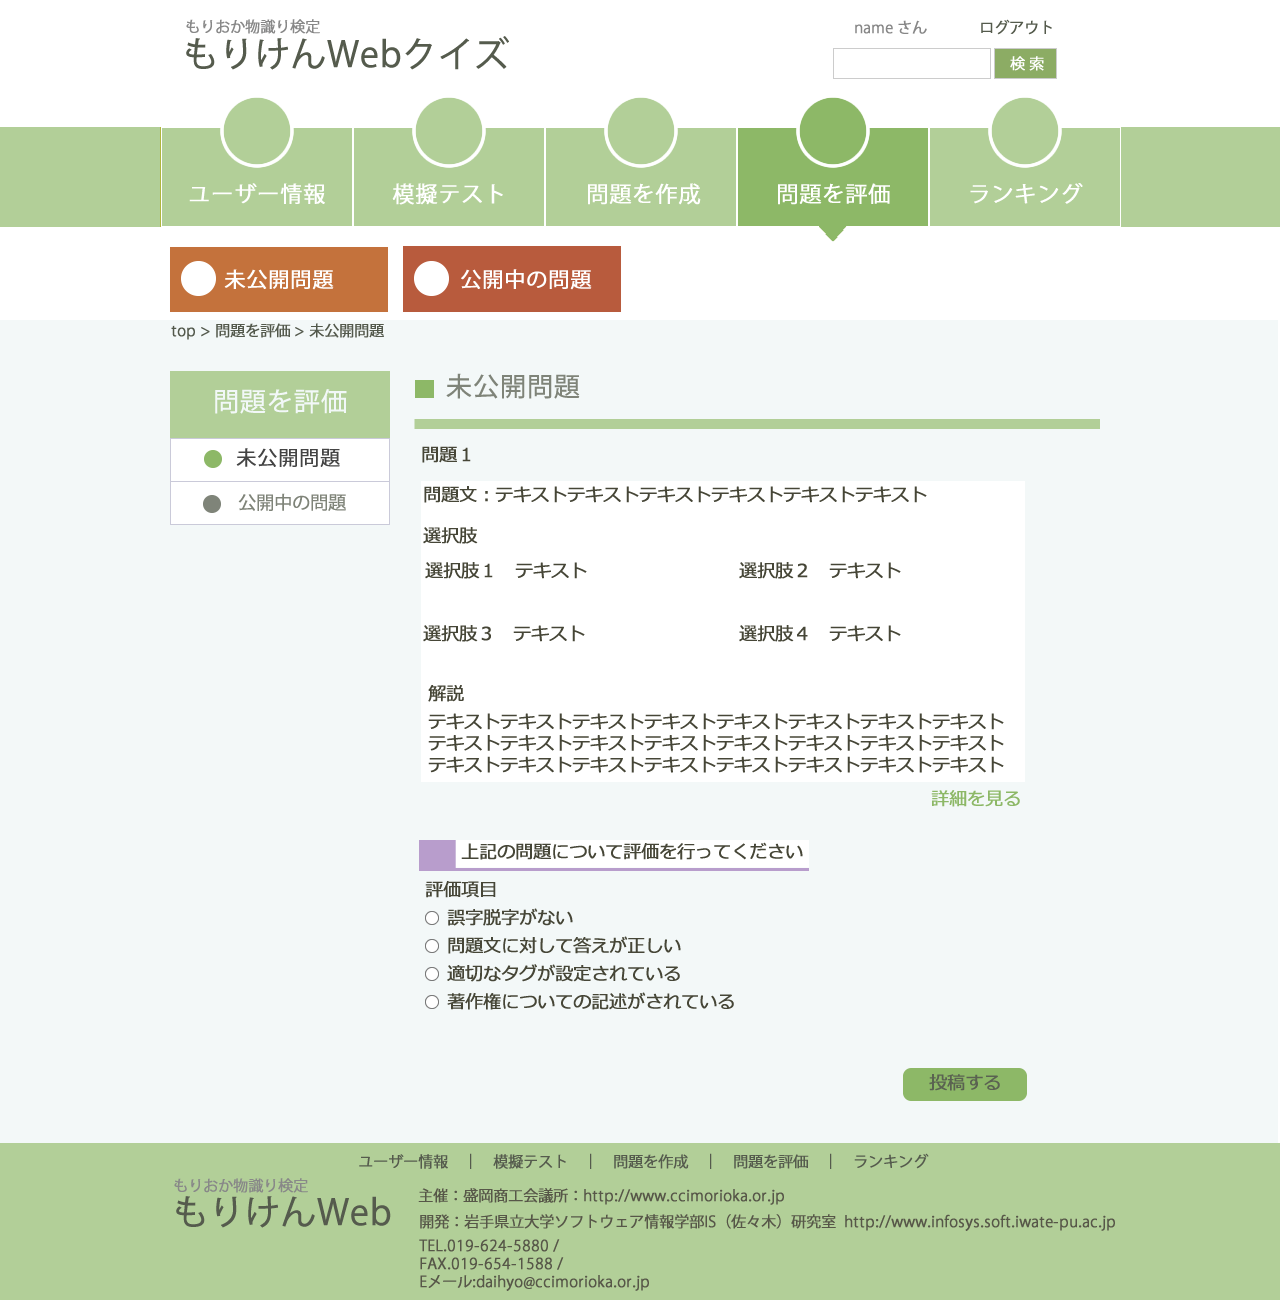 もりおか物識り検定
もりけんWebクイズ
name さん
ログアウト
検 索
ユーザー情報
模擬テスト
問題を作成
問題を評価
ランキング
未公開問題
公開中の問題
top > 問題を評価 > 未公開問題
問題を評価
未公開問題
公開中の問題
未公開問題
問題１
問題文：テキストテキストテキストテキストテキストテキスト
選択肢
選択肢１　テキスト
選択肢２　テキスト
選択肢３　テキスト
選択肢４　テキスト
解説
テキストテキストテキストテキストテキストテキストテキストテキスト
テキストテキストテキストテキストテキストテキストテキストテキスト
テキストテキストテキストテキストテキストテキストテキストテキスト
詳細を見る
上記の問題について評価を行ってください
評価項目
○ 誤字脱字がない
○ 問題文に対して答えが正しい
○ 適切なタグが設定されている
○ 著作権についての記述がされている
投稿する
ユーザー情報 | 模擬テスト | 問題を作成 | 問題を評価 | ランキング
もりおか物識り検定
もりけんWeb
主催：盛岡商工会議所：http://www.ccimorioka.or.jp
開発：岩手県立大学ソフトウェア情報学部IS（佐々木）研究室 http://www.infosys.soft.iwate-pu.ac.jp
TEL.019-624-5880 /
FAX.019-654-1588 /
Eメール:daihyo@ccimorioka.or.jp